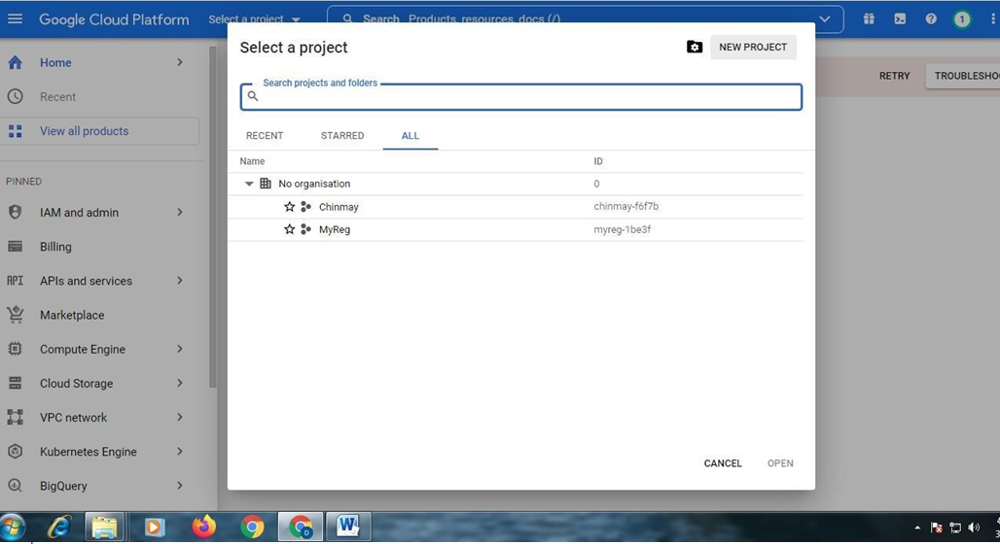 Google Cloud Platform
Select a project
Search Products, resources, docs (/)
1
Select a project
NEW PROJECT
Search projects and folders
RECENT
STARRED
ALL
Name
ID
No organisation
0
Chinmay
chinmay-f6f7b
MyReg
myreg-1be3f
CANCEL
OPEN
Home
Recent
View all products
PINNED
IAM and admin
Billing
API
APIs and services
Marketplace
Compute Engine
Cloud Storage
VPC network
Kubernetes Engine
BigQuery
RETRY
TROUBLESHO
W
D